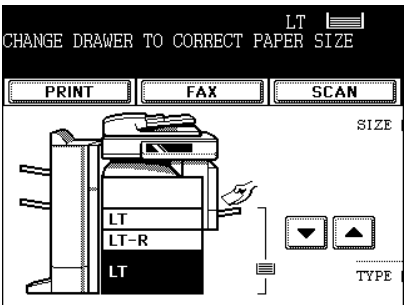 LT
CHANGE DRAWER TO CORRECT PAPER SIZE
PRINT FAX SCAN
SIZE
LT
LT-R
LT
TYPE